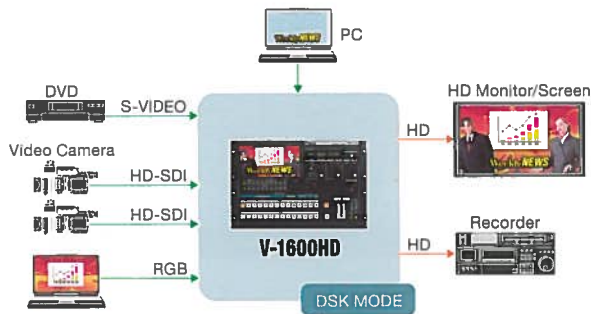 PC
DVD
S-VIDEO
HD Monitor/Screen
HD
NEWS
Video Camera
HD-SDI
HD-SDI
V-1600HD
RGB
Recorder
HD
DSK MODE